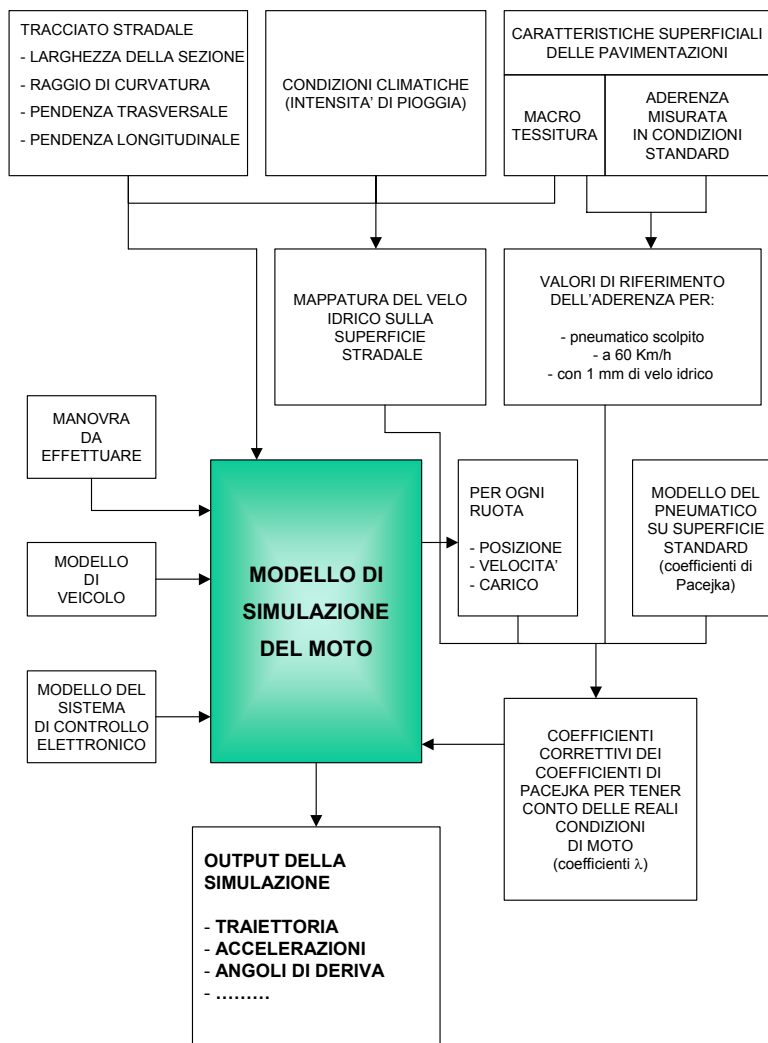 TRACCIATO STRADALE
- LARGHEZZA DELLA SEZIONE
- RAGGIO DI CURVATURA
- PENDENZA TRASVERSALE
- PENDENZA LONGITUDINALE
CONDIZIONI CLIMATICHE
(INTENSITA' DI PIOGGIA)
CARATTERISTICHE SUPERFICIALI
DELLE PAVIMENTAZIONI
MACRO
TESSITURA
ADERENZA
MISURATA
IN CONDIZIONI
STANDARD
MAPPATURA DEL VELO
IDRICO SULLA
SUPERFICIE
STRADALE
VALORI DI RIFERIMENTO
DELL'ADERENZA PER:
- pneumatico scolpito
- a 60 Km/h
- con 1 mm di velo idrico
MANOVRA
DA
EFFETTUARE
MODELLO
DI
VEICOLO
MODELLO DEL
SISTEMA
DI CONTROLLO
ELETTRONICO
MODELLO DI
SIMULAZIONE
DEL MOTO
PER OGNI
RUOTA
- POSIZIONE
- VELOCITA'
- CARICO
MODELLO DEL
PNEUMATICO
SU SUPERFICIE
STANDARD
(coefficienti di
Pacejka)
COEFFICIENTI
CORRETTIVI DEI
COEFFICIENTI DI
PACEJKA PER TENER
CONTO DELLE REALI
CONDIZIONI
DI MOTO
(coefficienti λ)
OUTPUT DELLA
SIMULAZIONE
- TRAIETTORIA
- ACCELERAZIONI
- ANGOLI DI DERIVA
- ………